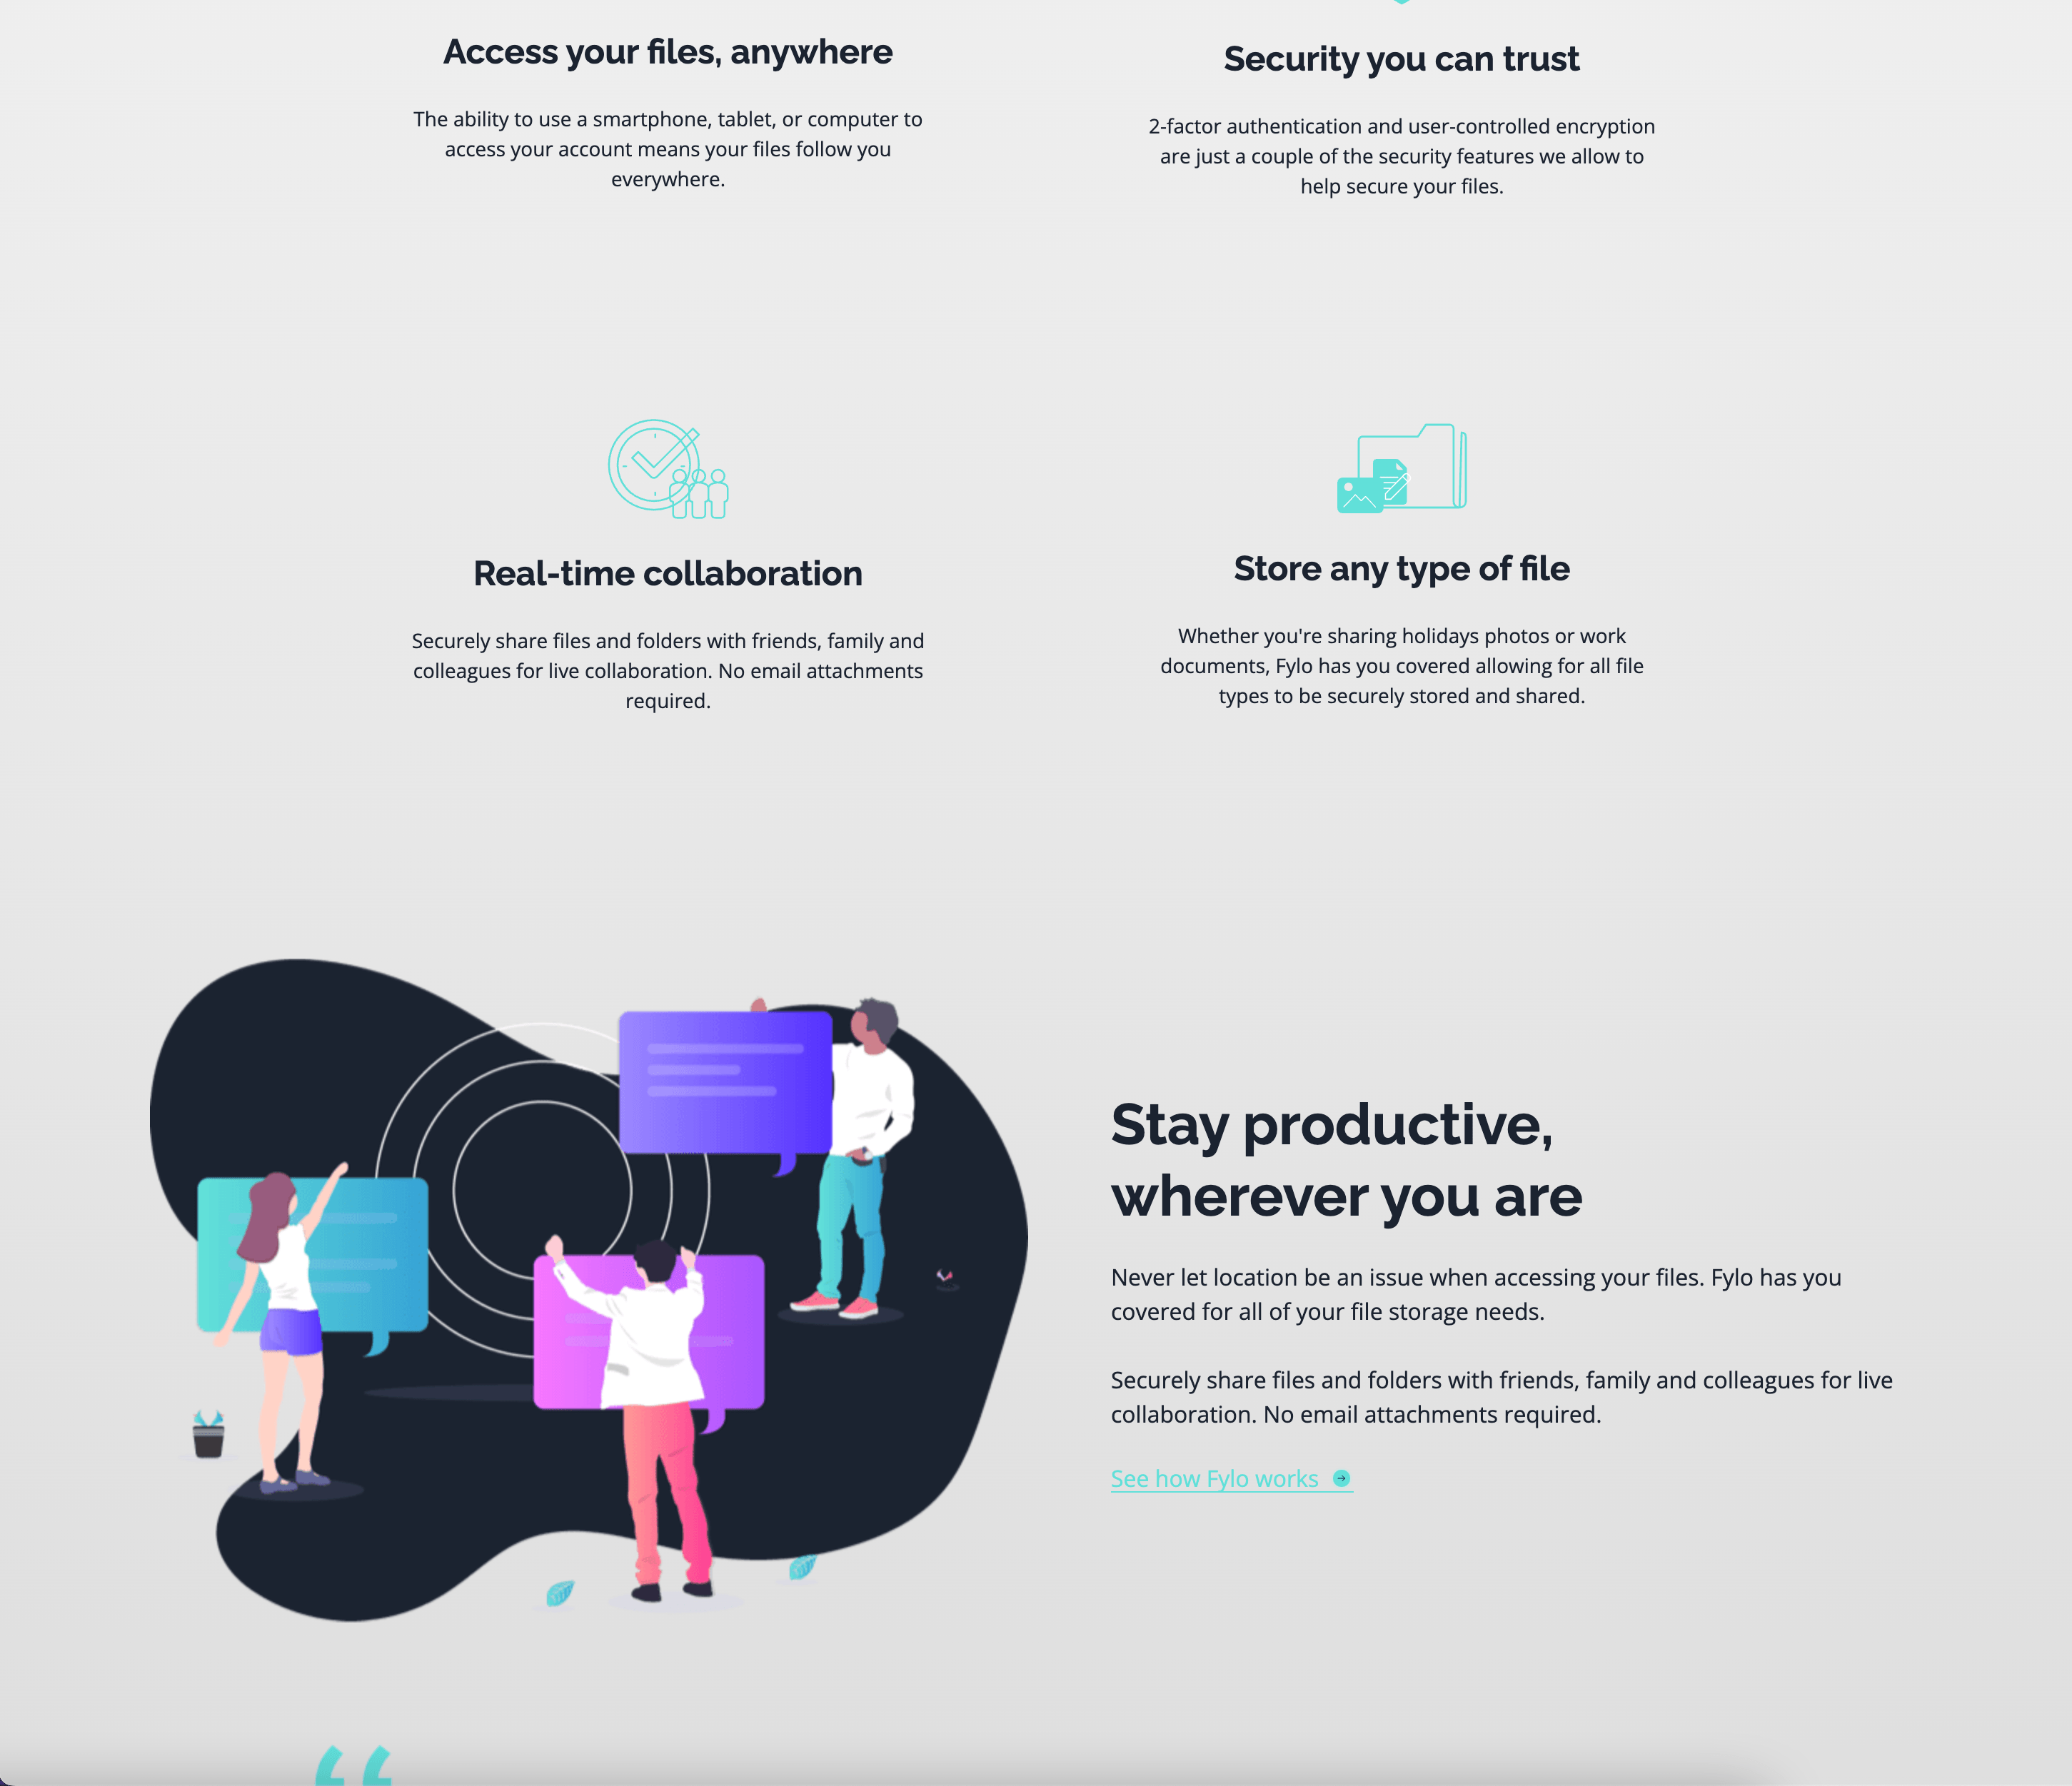 Access your files, anywhere
The ability to use a smartphone, tablet, or computer to
access your account means your files follow you
everywhere.
Security you can trust
2-factor authentication and user-controlled encryption
are just a couple of the security features we allow to
help secure your files.
Real-time collaboration
Securely share files and folders with friends, family and
colleagues for live collaboration. No email attachments
required.
Store any type of file
Whether you're sharing holidays photos or work
documents, Fylo has you covered allowing for all file
types to be securely stored and shared.
Stay productive,
wherever you are
Never let location be an issue when accessing your files. Fylo has you
covered for all of your file storage needs.
Securely share files and folders with friends, family and colleagues for live
collaboration. No email attachments required.
See how Fylo works